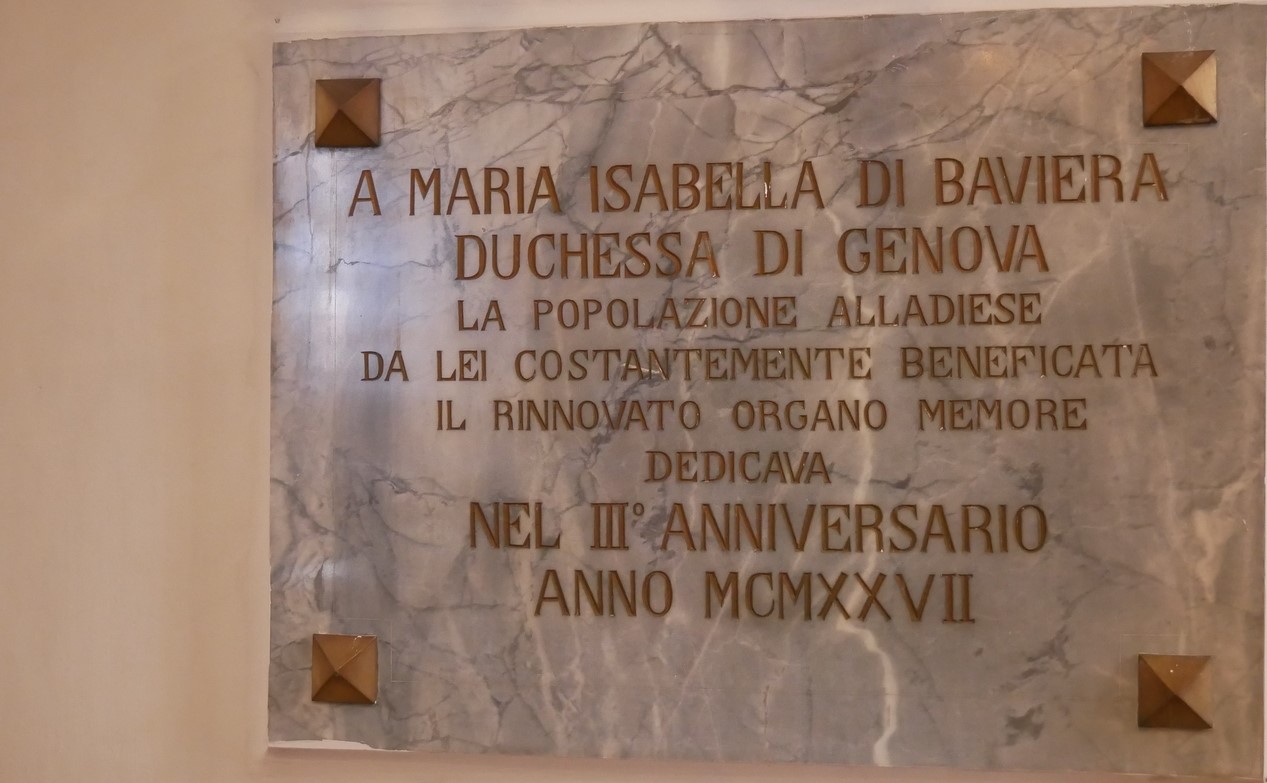 A MARIA ISABELLA DI BAVIERA
DUCHESSA DI GENOVA
LA POPOLAZIONE ALLADIESE
DA LEI COSTANTEMENTE BENEFICATA
IL RINNOVATO ORGANO MEMORE
DEDICAVA
NEL III° ANNIVERSARIO
ANNO MCMXXVII